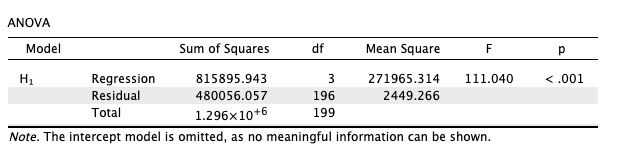 ANOVA
Model Sum of Squares df Mean Square F p
H₁ Regression 815895.943 3 271965.314 111.040 < .001
Residual 480056.057 196 2449.266
Total 1.296×10⁺⁶ 199
Note. The intercept model is omitted, as no meaningful information can be shown.